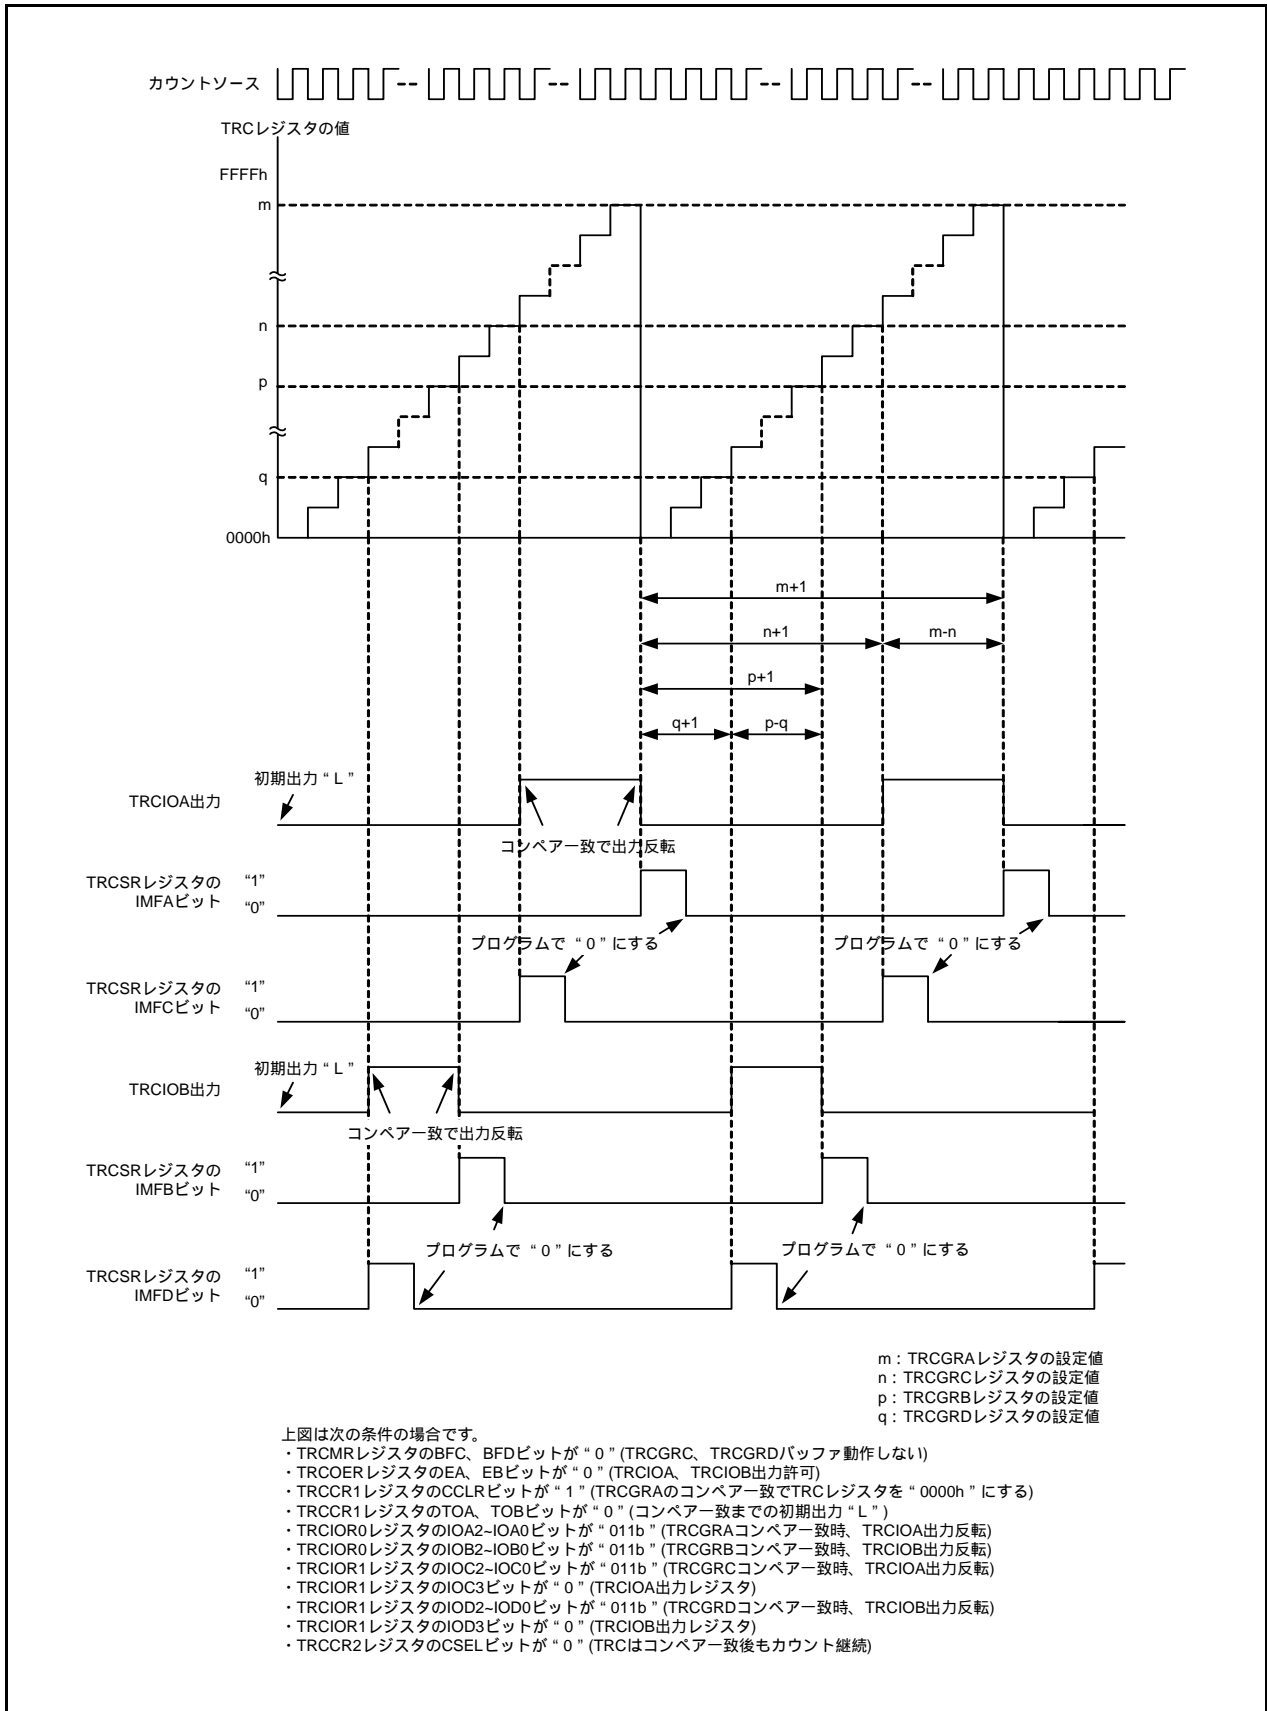 カウントソース
TRCレジスタの値
FFFFh
m
n
p
q
0000h
m+1
n+1 m-n
p+1
q+1 p-q
初期出力 “ L ”
TRCIOA出力
コンペア一致で出力反転
TRCSRレジスタの “1”
IMFAビット “0”
プログラムで “ 0 ” にする プログラムで “ 0 ” にする
TRCSRレジスタの “1”
IMFCビット “0”
初期出力 “ L ”
TRCIOB出力
コンペア一致で出力反転
TRCSRレジスタの “1”
IMFBビット “0”
プログラムで “ 0 ” にする プログラムで “ 0 ” にする
TRCSRレジスタの “1”
IMFDビット “0”
m : TRCGRAレジスタの設定値
n : TRCGRCレジスタの設定値
p : TRCGRBレジスタの設定値
q : TRCGRDレジスタの設定値
上図は次の条件の場合です。
・TRCMRレジスタのBFC、BFDビットが “ 0 ” (TRCGRC、TRCGRDバッファ動作しない)
・TRCOERレジスタのEA、EBビットが “ 0 ” (TRCIOA、TRCIOB出力許可)
・TRCCR1レジスタのCCLRビットが “ 1 ” (TRCGRAのコンペア一致でTRCレジスタを “ 0000h ” にする)
・TRCCR1レジスタのTOA、TOBビットが “ 0 ” (コンペア一致までの初期出力 “ L ” )
・TRCIOR0レジスタのIOA2~IOA0ビットが “ 011b ” (TRCGRAコンペア一致時、TRCIOA出力反転)
・TRCIOR0レジスタのIOB2~IOB0ビットが “ 011b ” (TRCGRBコンペア一致時、TRCIOB出力反転)
・TRCIOR1レジスタのIOC2~IOC0ビットが “ 011b ” (TRCGRCコンペア一致時、TRCIOA出力反転)
・TRCIOR1レジスタのIOC3ビットが “ 0 ” (TRCIOA出力レジスタ)
・TRCIOR1レジスタのIOD2~IOD0ビットが “ 011b ” (TRCGRDコンペア一致時、TRCIOB出力反転)
・TRCIOR1レジスタのIOD3ビットが “ 0 ” (TRCIOB出力レジスタ)
・TRCCR2レジスタのCSELビットが “ 0 ” (TRCはコンペア一致後もカウント継続)